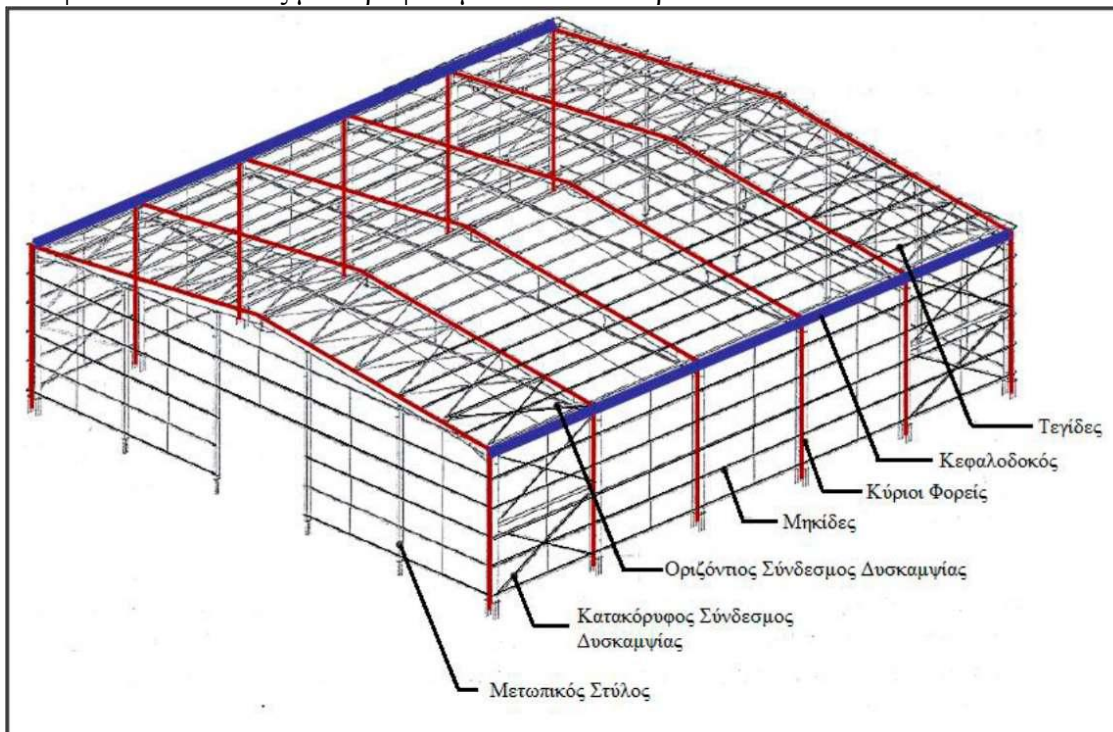 Τεγίδες
Κεφαλοδοκός
Κύριοι Φορείς
Μηκίδες
Οριζόντιος Σύνδεσμος Δυσκαμψίας
Κατακόρυφος Σύνδεσμος
Δυσκαμψίας
Μετωπικός Στύλος